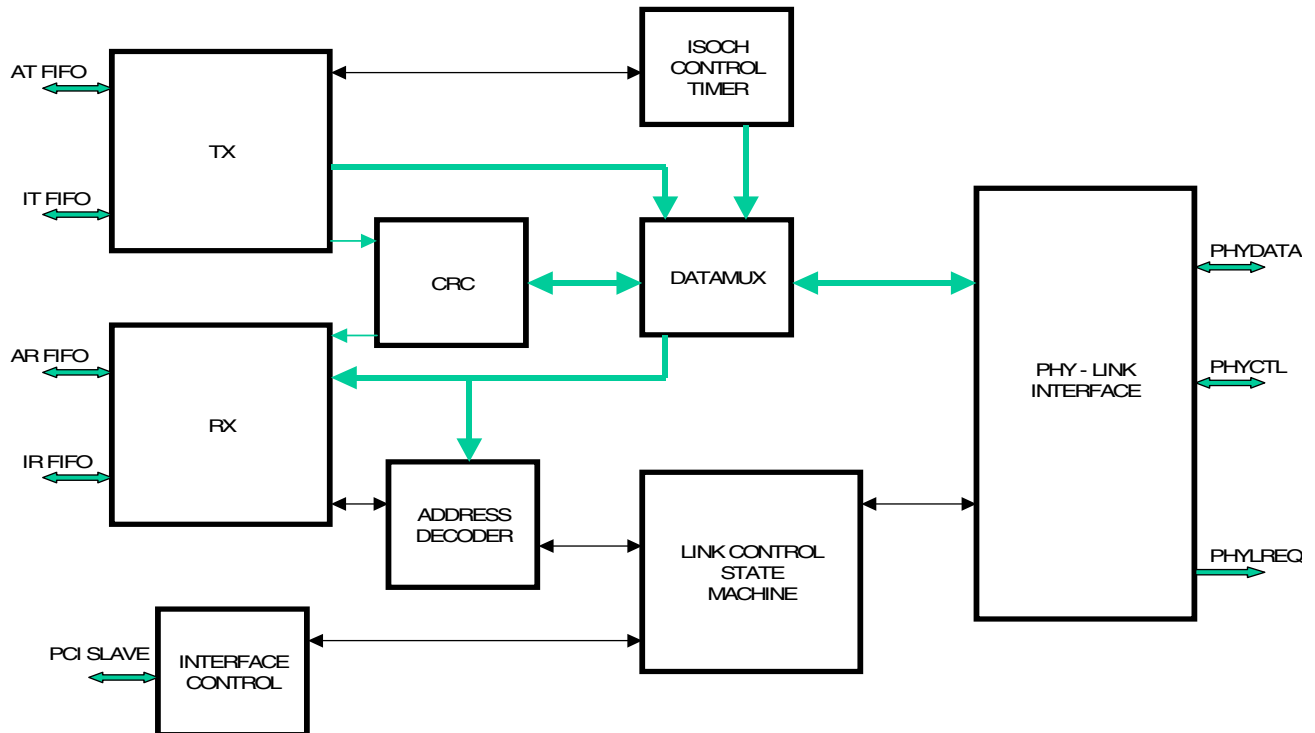 ISOCH
CONTROL
TIMER
AT FIFO
TX
IT FIFO
PHYDATA
CRC
DATAMUX
AR FIFO
PHY - LINK
INTERFACE
PHYCTL
RX
IR FIFO
ADDRESS
DECODER
LINK CONTROL
STATE
MACHINE
PHYLREQ
PCI SLAVE
INTERFACE
CONTROL